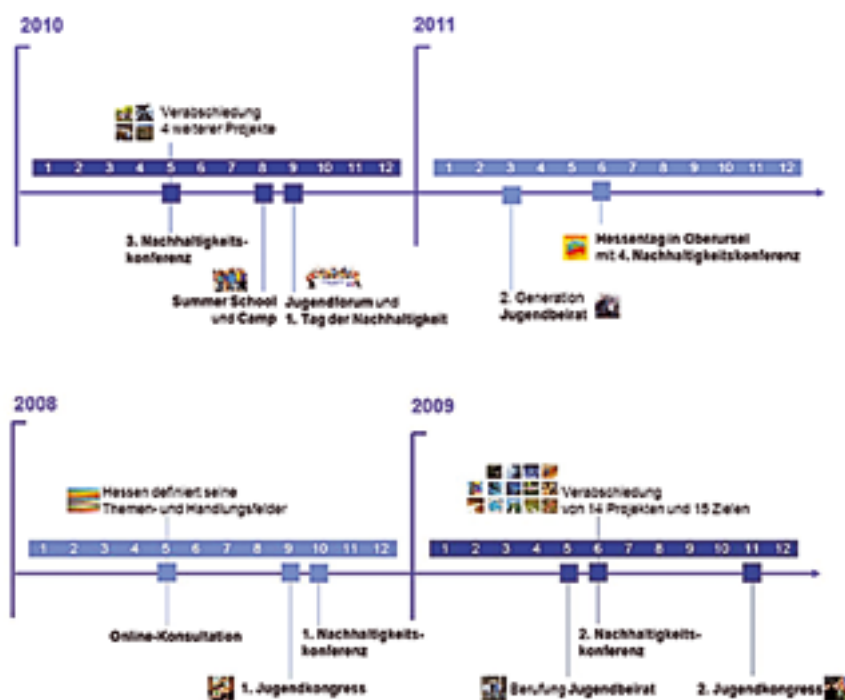 2010
2011
Verabschiedung
4 weiterer Projekte
1 2 3 4 5 6 7 8 9 10 11 12
1 2 3 4 5 6 7 8 9 10 11 12
3. Nachhaltigkeits-
konferenz
Summer School
und Camp
Jugendforum und
1. Tag der Nachhaltigkeit
2. Generation
Jugendbeirat
Hessentag in Oberursel
mit 4. Nachhaltigkeitskonferenz
2008
2009
Hessen definiert seine
Themen- und Handlungsfelder
Verabschiedung
von 14 Projekten und 15 Zielen
1 2 3 4 5 6 7 8 9 10 11 12
1 2 3 4 5 6 7 8 9 10 11 12
Online-Konsultation
1. Nachhaltigkeits-
konferenz
1. Jugendkongress
2. Nachhaltigkeits-
konferenz
Berufung Jugendbeirat
2. Jugendkongress